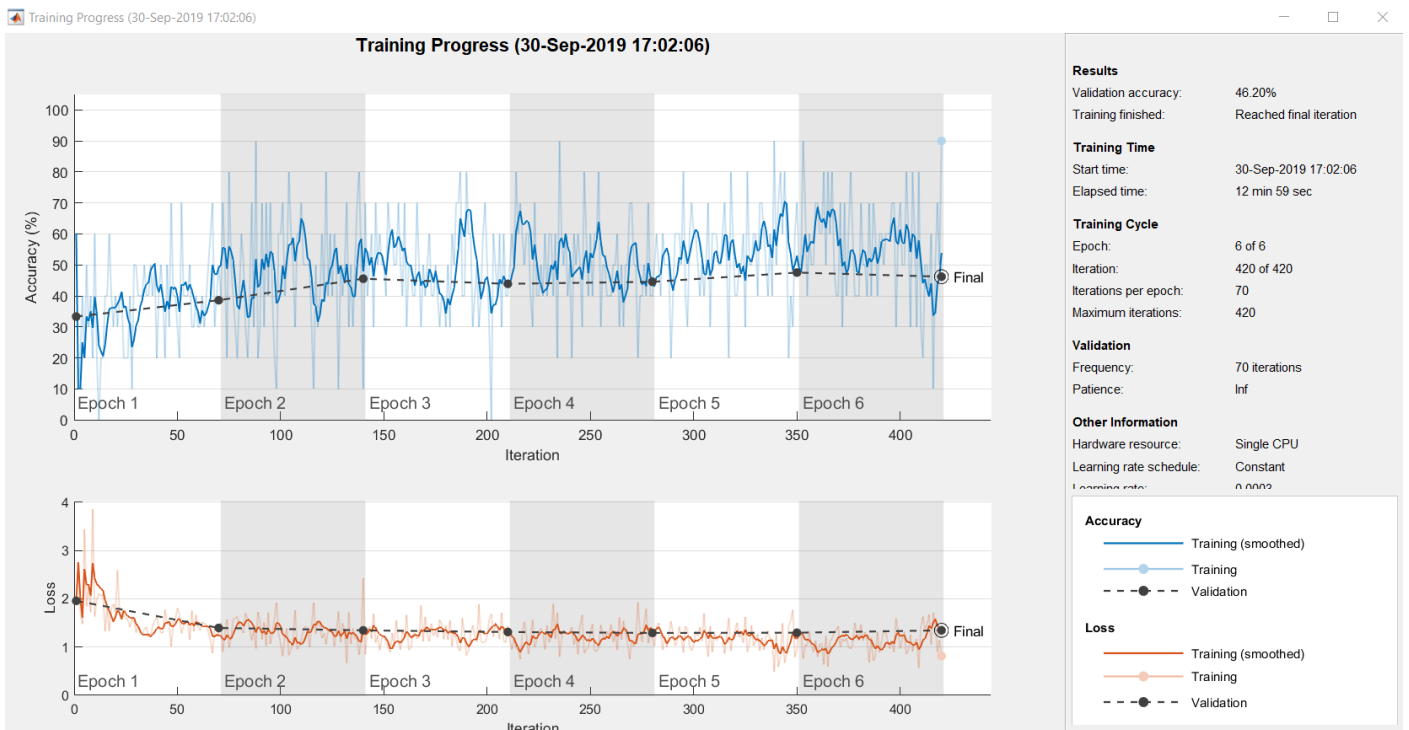 Training Progress (30-Sep-2019 17:02:06)
Training Progress (30-Sep-2019 17:02:06)
Accuracy (%)
100
90
80
70
60
50
40
30
20
10
0
Epoch 1
Epoch 2
Epoch 3
Epoch 4
Epoch 5
Epoch 6
Final
0
50
100
150
200
250
300
350
400
Iteration
Loss
4
3
2
1
0
Epoch 1
Epoch 2
Epoch 3
Epoch 4
Epoch 5
Epoch 6
Final
0
50
100
150
200
250
300
350
400
Iteration
Results
Validation accuracy: 46.20%
Training finished: Reached final iteration
Training Time
Start time: 30-Sep-2019 17:02:06
Elapsed time: 12 min 59 sec
Training Cycle
Epoch: 6 of 6
Iteration: 420 of 420
Iterations per epoch: 70
Maximum iterations: 420
Validation
Frequency: 70 iterations
Patience: Inf
Other Information
Hardware resource: Single CPU
Learning rate schedule: Constant
Learning rate: 0.0003
Accuracy
Training (smoothed)
Training
Validation
Loss
Training (smoothed)
Training
Validation